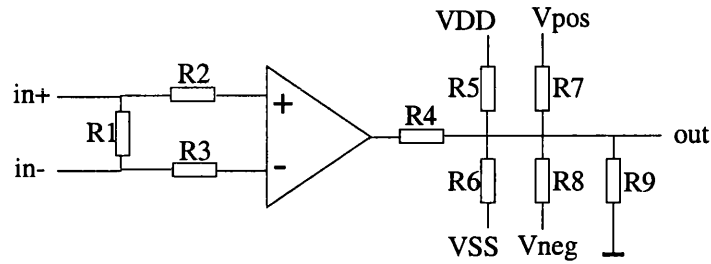 VDD Vpos
R2 R5 R7
in+ + R4
R1 out
R3 -
in- R6 R8 R9
VSS Vneg